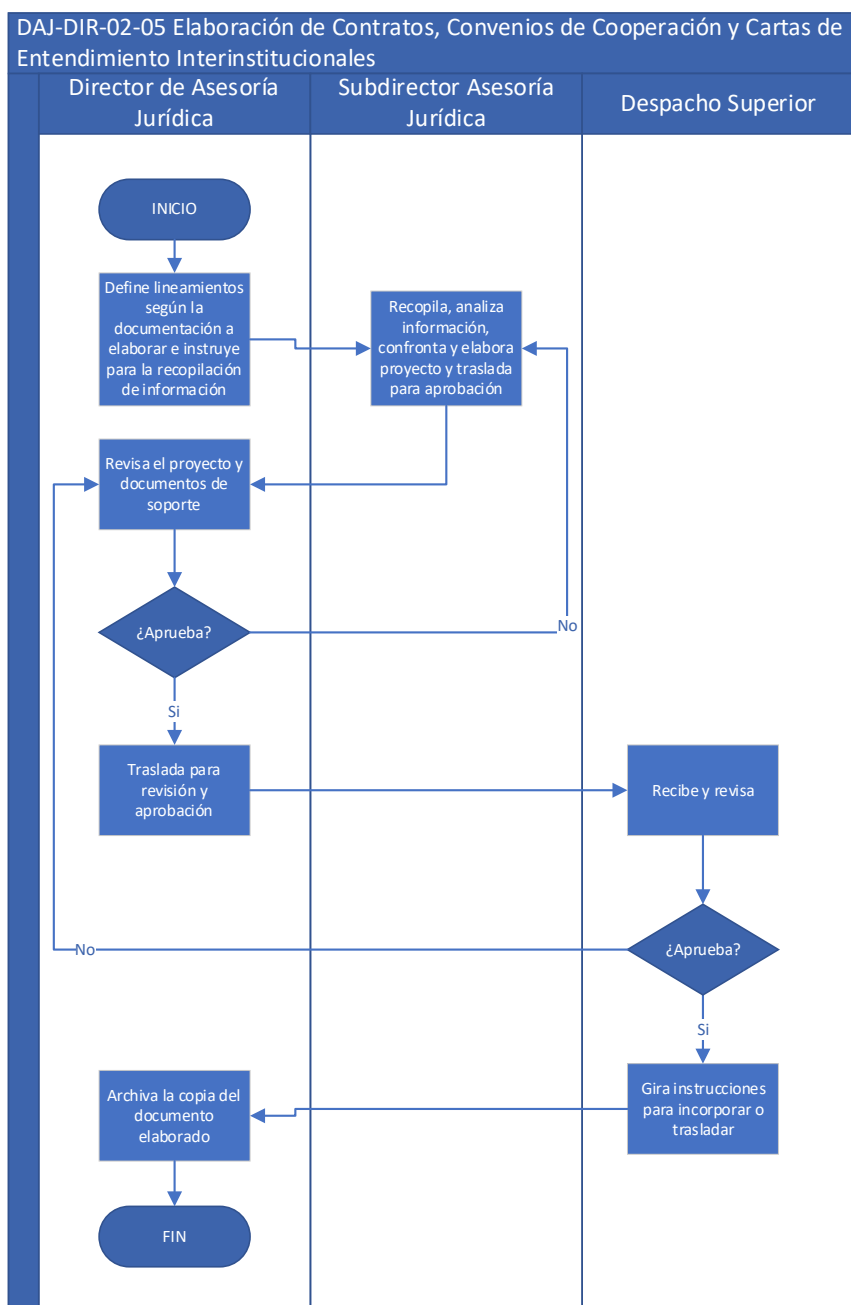 DAJ-DIR-02-05 Elaboración de Contratos, Convenios de Cooperación y Cartas de
Entendimiento Interinstitucionales
Director de Asesoría
Jurídica
Subdirector Asesoría
Jurídica
Despacho Superior
INICIO
Define lineamientos
según la
documentación a
elaborar e instruye
para la recopilación
de información
Recopila, analiza
información,
confronta y elabora
proyecto y traslada
para aprobación
Revisa el proyecto y
documentos de
soporte
¿Aprueba?
No
Si
Traslada para
revisión y
aprobación
Recibe y revisa
¿Aprueba?
No
Si
Gira instrucciones
para incorporar o
trasladar
Archiva la copia del
documento
elaborado
FIN